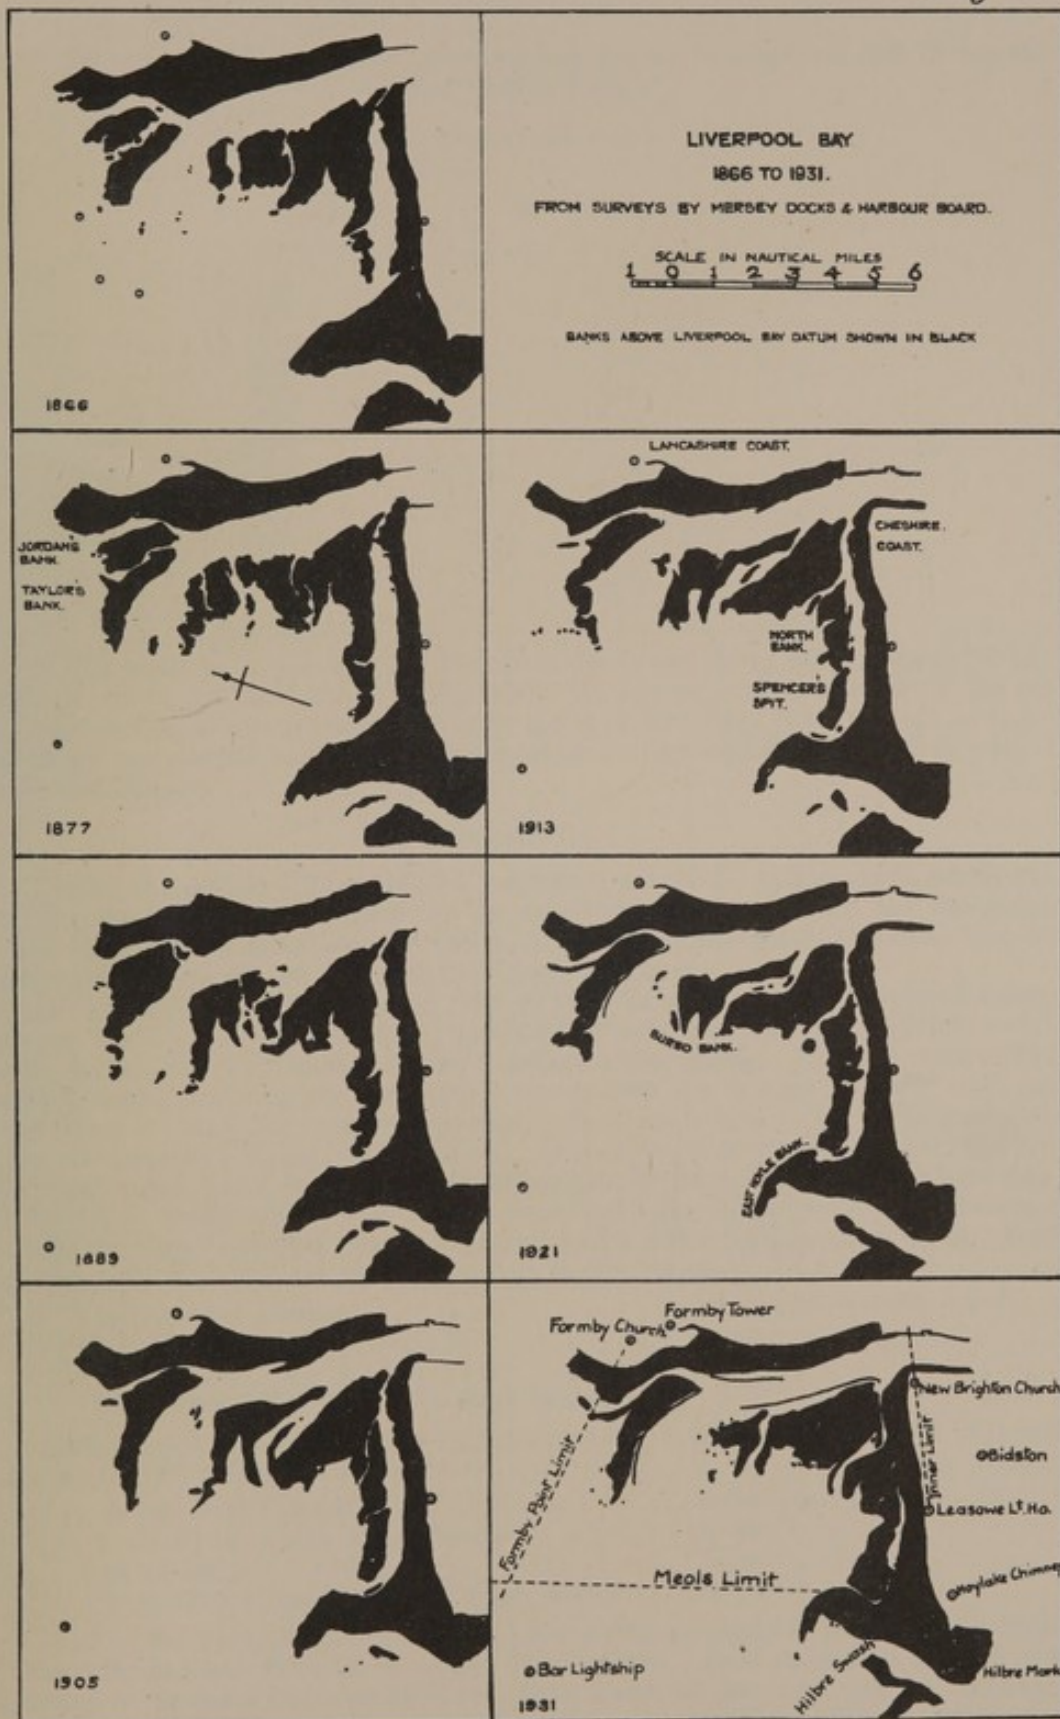 LIVERPOOL BAY
1866 TO 1931.
FROM SURVEYS BY MERSEY DOCKS & HARBOUR BOARD.
SCALE IN NAUTICAL MILES
1 0 1 2 3 4 5 6
BANKS ABOVE LIVERPOOL BAY DATUM SHOWN IN BLACK
1866
JORDAN'S
BANK.
TAYLOR'S
BANK.
1877
LANCASHIRE COAST.
CHESHIRE.
COAST.
NORTH
BANK.
SPENCER'S
SPIT.
1913
1889
BURBO BANK.
EAST HOYLE BANK.
1921
1905
Formby Church
Formby Tower
New Brighton Church
Bidston
Inner Limit
Leasowe Lt. Ho.
Formby Point Limit
Meols Limit
Hoylake Chimney
Bar Lightship
Hilbre Swash
Hilbre Mark
1931